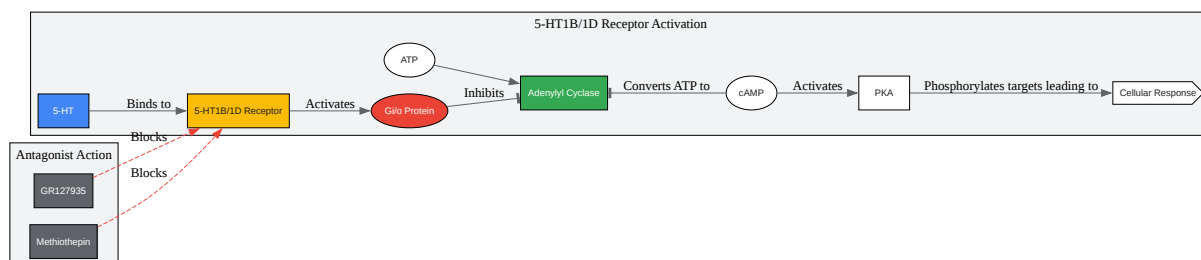 5-HT1B/1D Receptor Activation
ATP
Inhibits
Adenylyl Cyclase
Converts ATP to
cAMP
Activates
PKA
Phosphorylates targets leading to
Cellular Response
5-HT
Binds to
5-HT1B/1D Receptor
Activates
Gi/o Protein
Blocks
Antagonist Action
Blocks
GR127935
Methiothepin